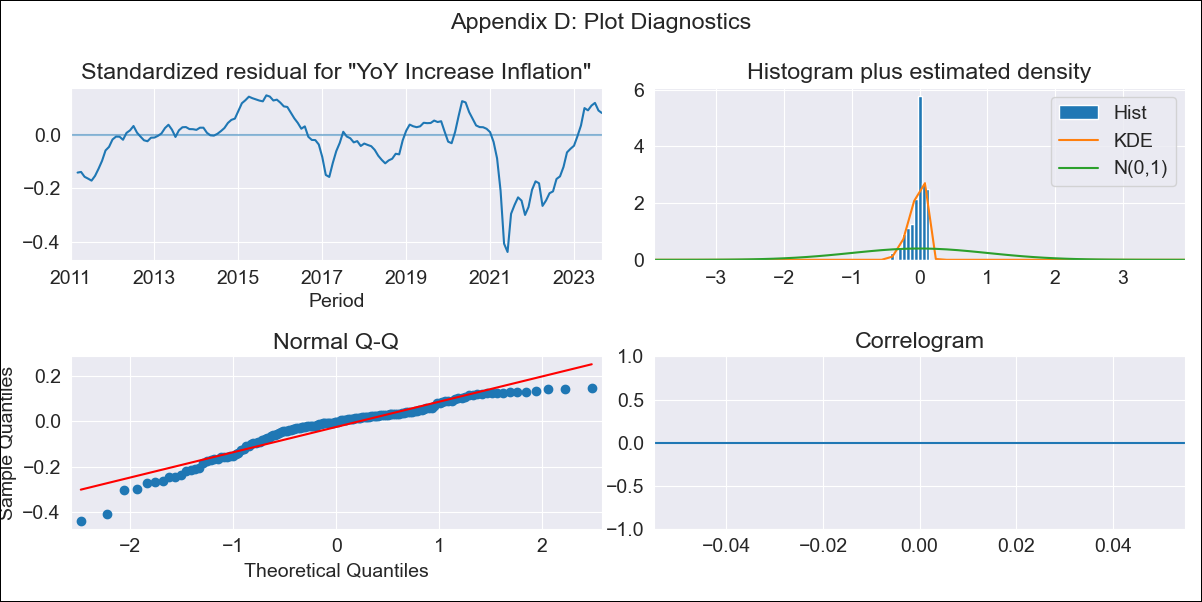 Appendix D: Plot Diagnostics
Standardized residual for "YoY Increase Inflation"
0.0
−0.2
−0.4
2011 2013 2015 2017 2019 2021 2023
Period
Histogram plus estimated density
6
4
2
0
−3 −2 −1 0 1 2 3
Hist
KDE
N(0,1)
Normal Q-Q
Sample Quantiles
0.2
0.0
−0.2
−0.4
−2 −1 0 1 2
Theoretical Quantiles
Correlogram
1.0
0.5
0.0
−0.5
−1.0
−0.04 −0.02 0.00 0.02 0.04